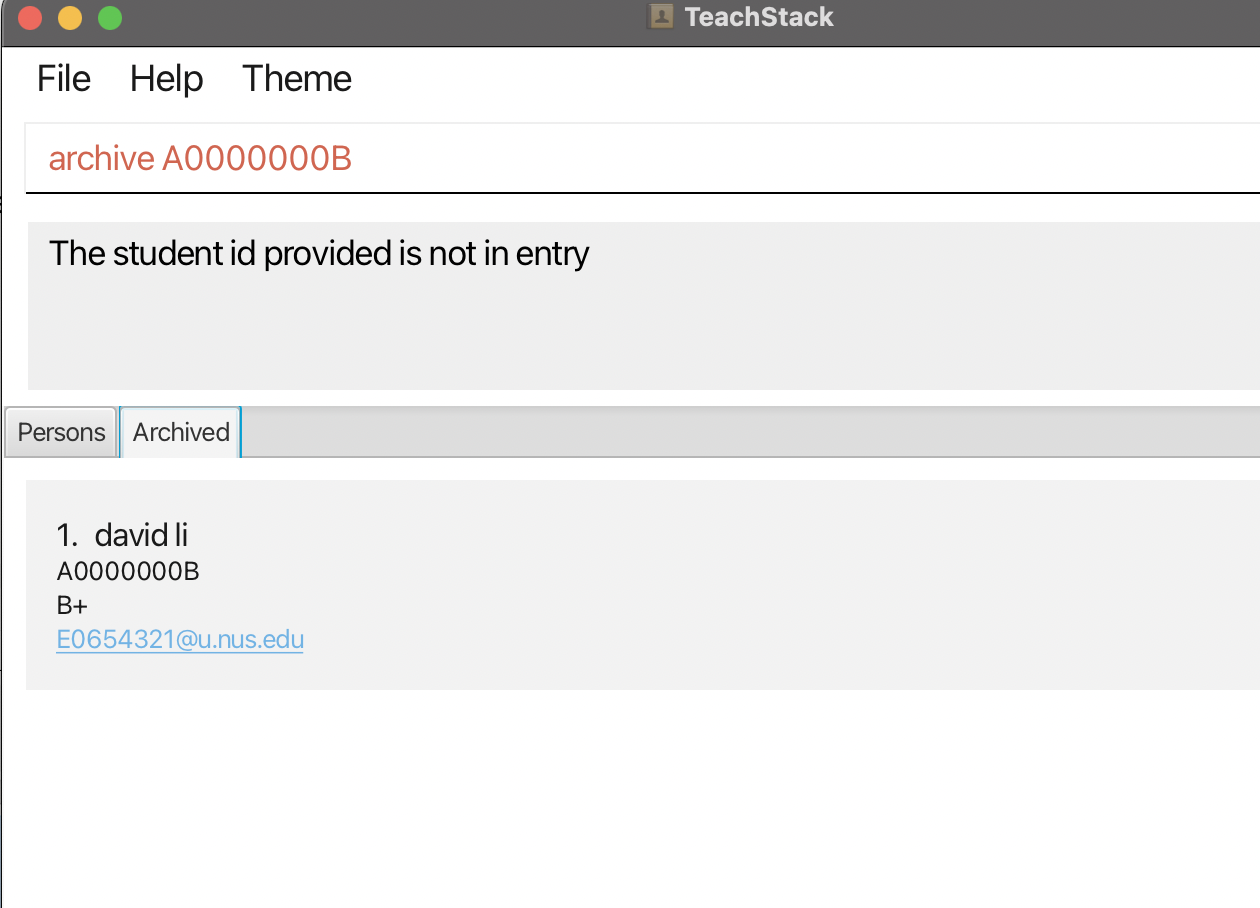 TeachStack
File Help Theme
archive A0000000B
The student id provided is not in entry
Persons Archived
1. david li
A0000000B
B+
E0654321@u.nus.edu